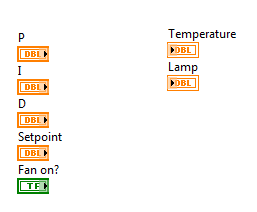 P
DBL
I
DBL
D
DBL
Setpoint
DBL
Fan on?
TF
Temperature
DBL
Lamp
DBL